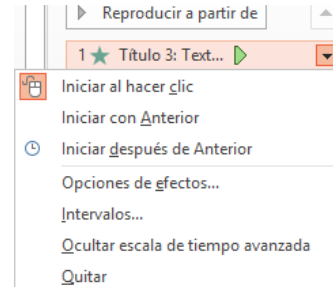 Reproducir a partir de
1 Título 3: Text...
Iniciar al hacer clic
Iniciar con Anterior
Iniciar después de Anterior
Opciones de efectos...
Intervalos...
Ocultar escala de tiempo avanzada
Quitar